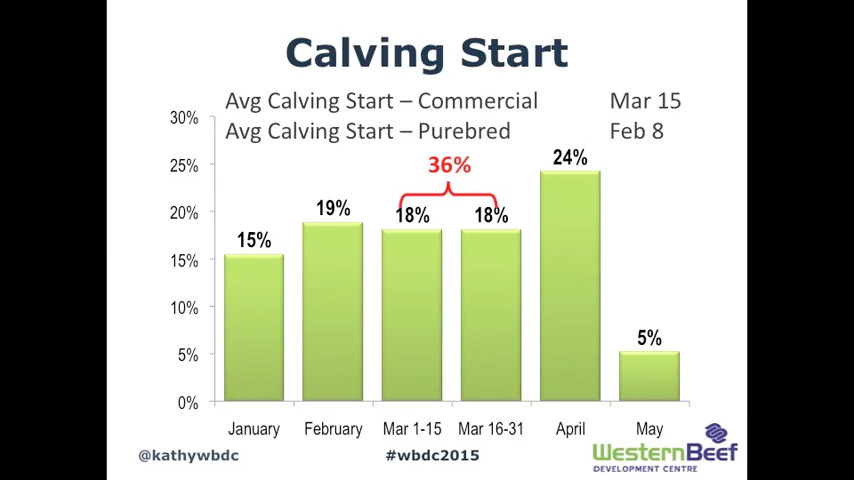 Calving Start
Avg Calving Start – Commercial Mar 15
Avg Calving Start – Purebred Feb 8
30%
25%
20%
15%
10%
5%
0%
36%
15%
19%
18%
18%
24%
5%
January February Mar 1-15 Mar 16-31 April May
@kathywbdc #wbdc2015
WesternBeef
DEVELOPMENT CENTRE